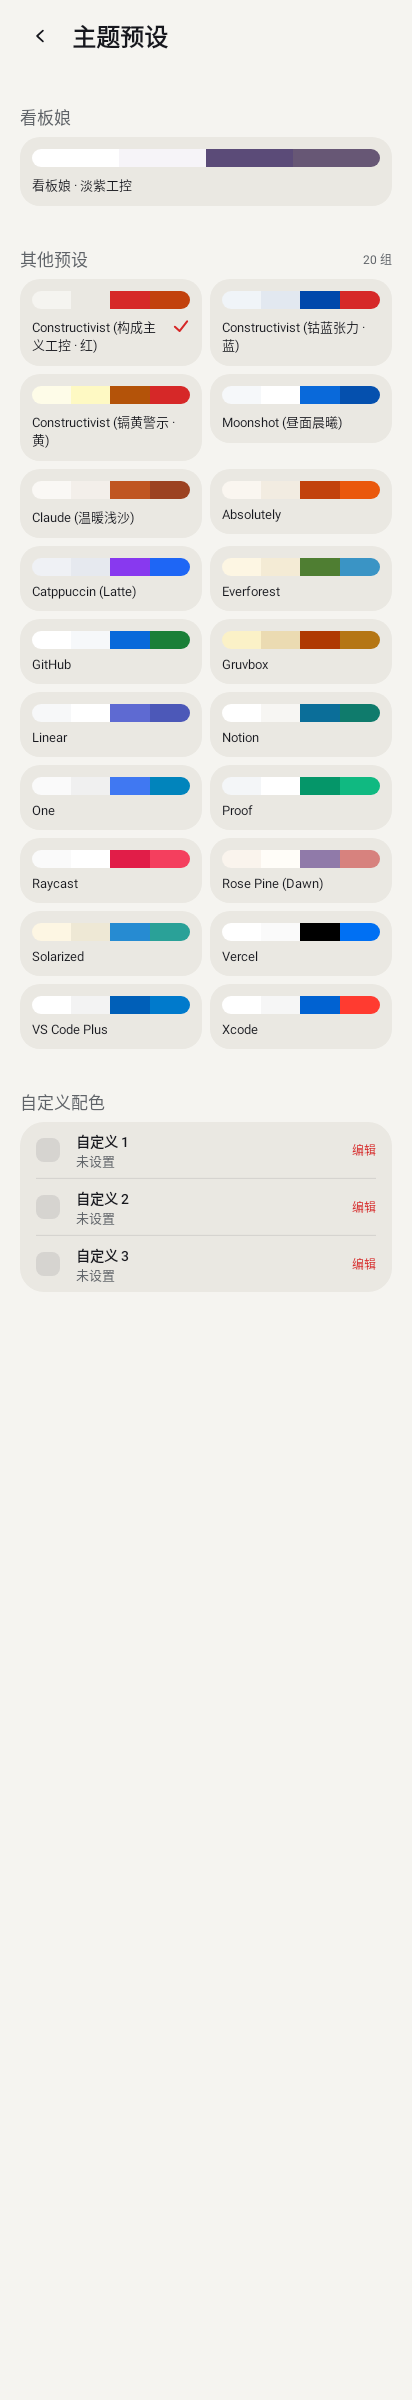 主题预设
看板娘
看板娘 · 淡紫工控
其他预设
20 组
Constructivist (构成主
义工控 · 红)
Constructivist (钴蓝张力 ·
蓝)
Constructivist (镉黄警示 ·
黄)
Moonshot (昼面晨曦)
Claude (温暖浅沙)
Absolutely
Catppuccin (Latte)
Everforest
GitHub
Gruvbox
Linear
Notion
One
Proof
Raycast
Rose Pine (Dawn)
Solarized
Vercel
VS Code Plus
Xcode
自定义配色
自定义 1
未设置
编辑
自定义 2
未设置
编辑
自定义 3
未设置
编辑